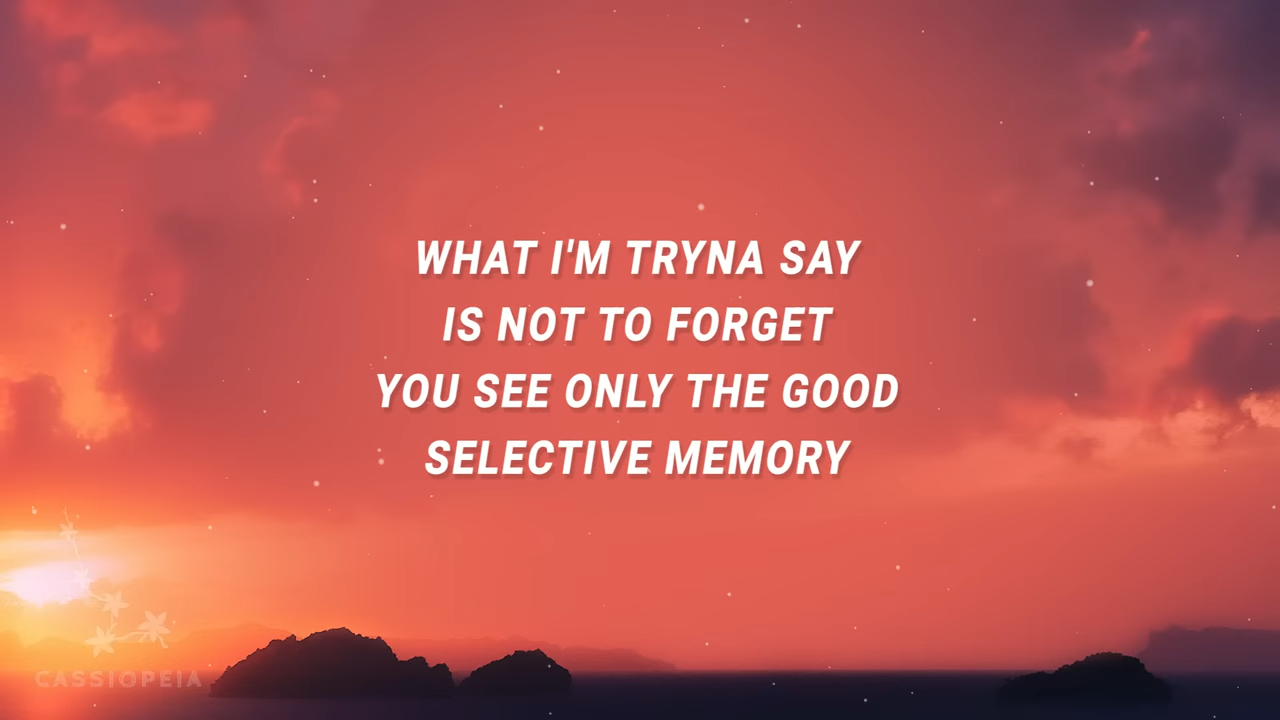 WHAT I'M TRYNA SAY
IS NOT TO FORGET
YOU SEE ONLY THE GOOD
SELECTIVE MEMORY
CASSIOPEIA